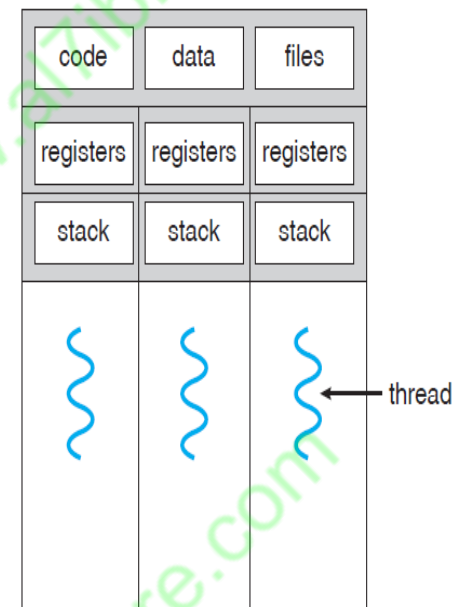 code data files
registers registers registers
stack stack stack
thread